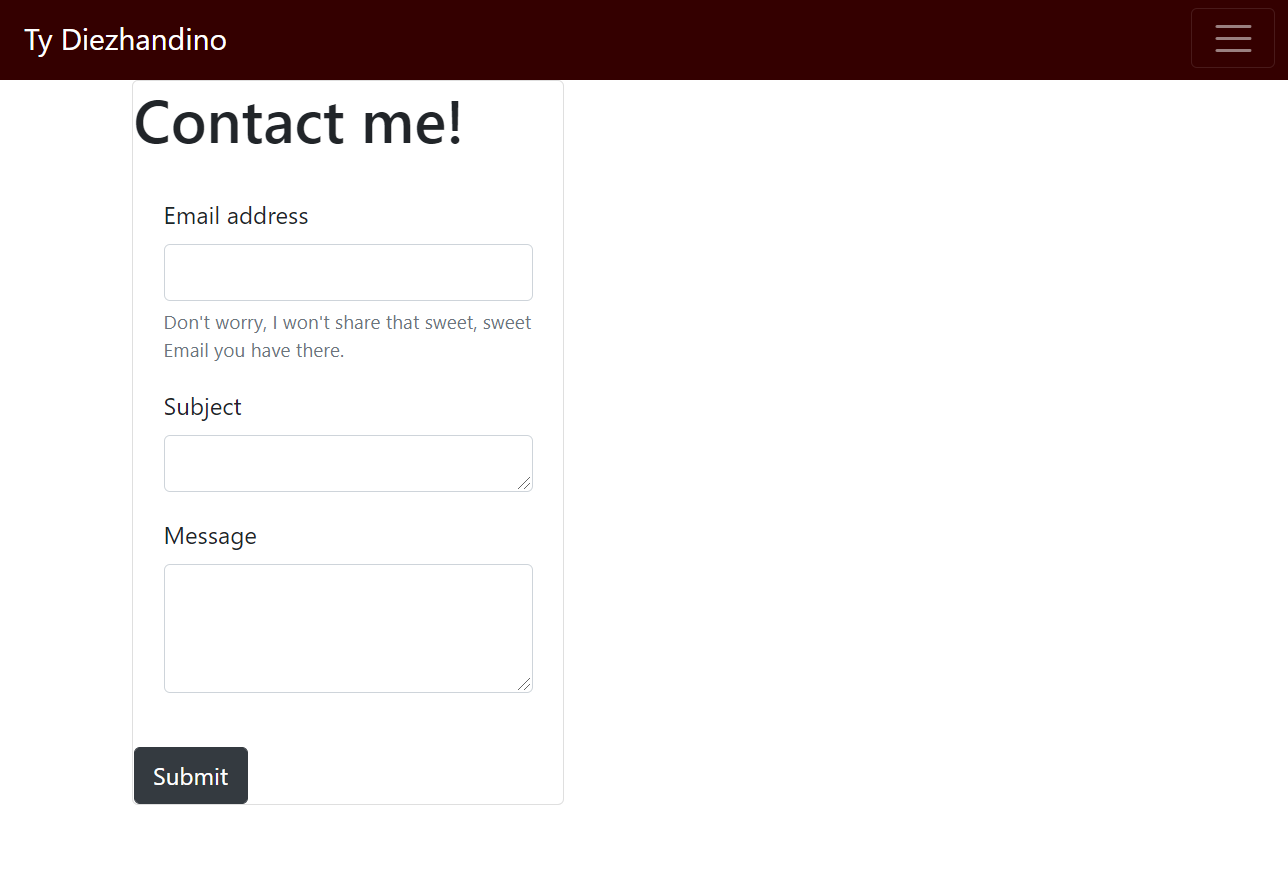 Ty Diezhandino
Contact me!
Email address
Don't worry, I won't share that sweet, sweet
Email you have there.
Subject
Message
Submit